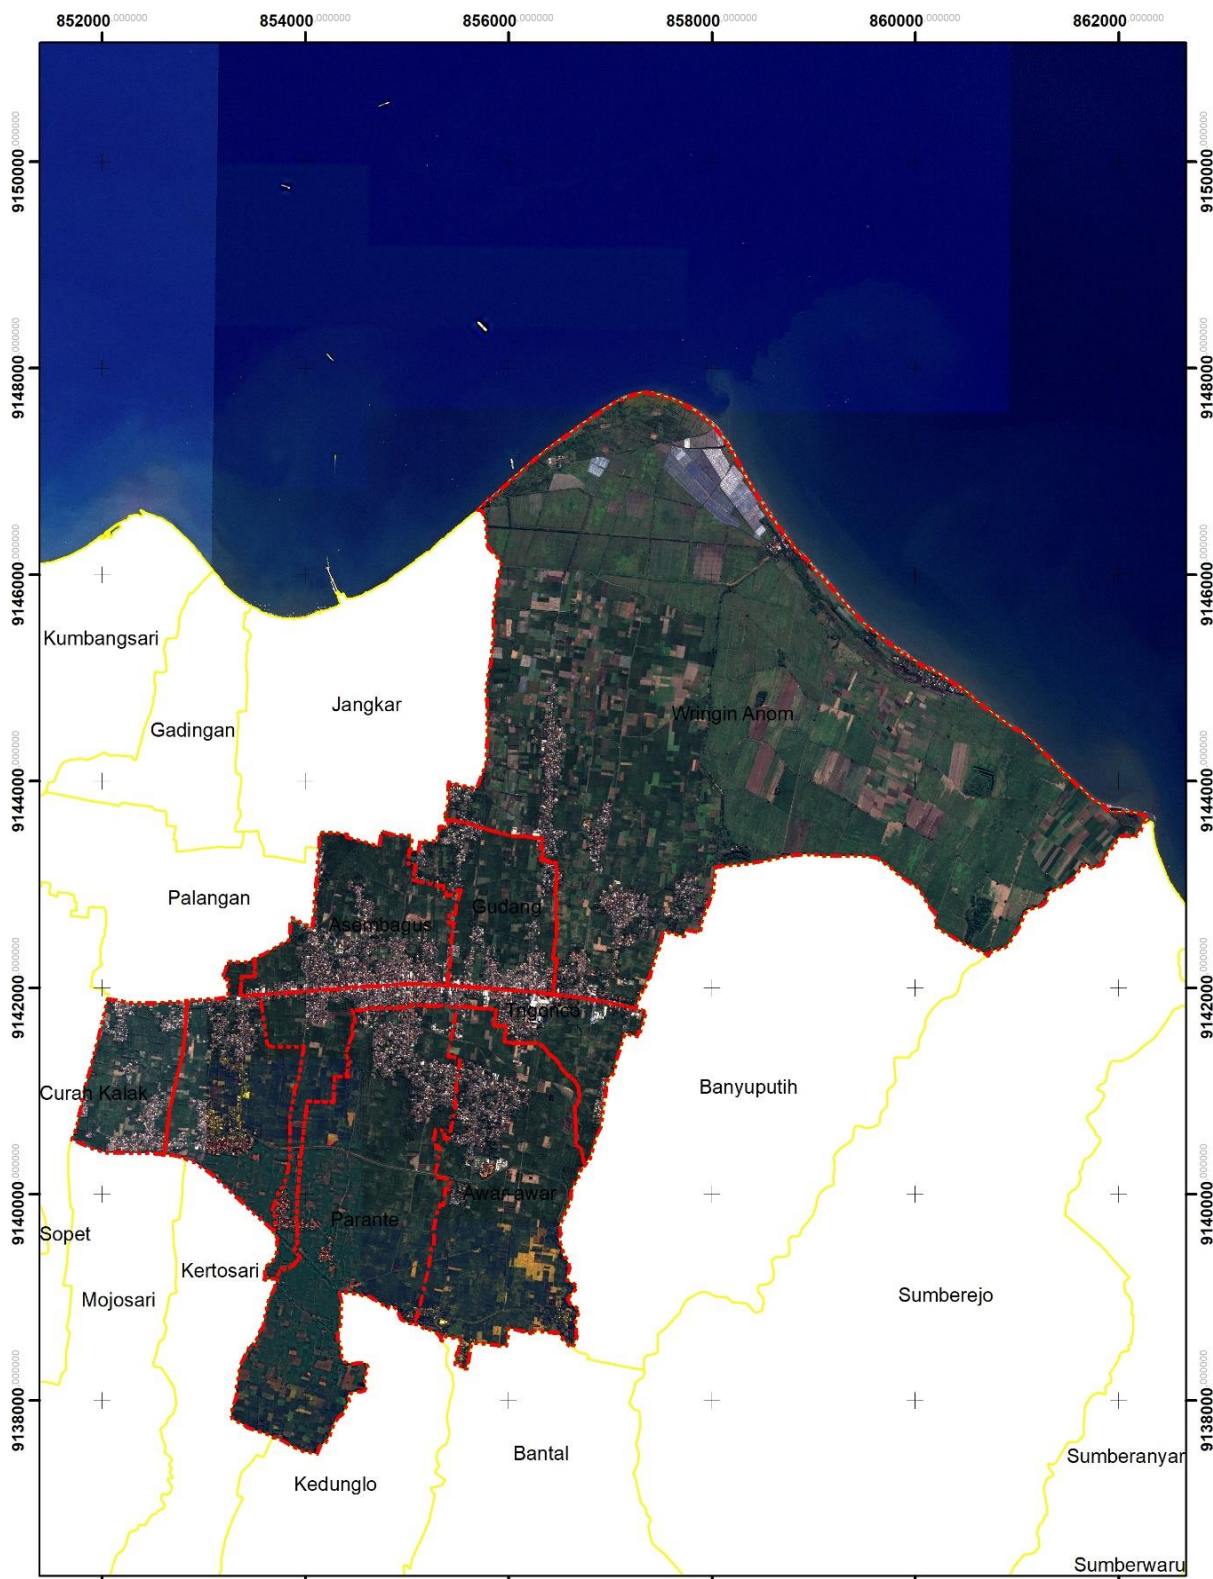 852000.000000 854000.000000 856000.000000 858000.000000 860000.000000 862000.000000
9150000.000000 9150000.000000
9148000.000000 9148000.000000
9146000.000000 9146000.000000
Kumbangsari
Jangkar
Wringin Anom
Gadingan
9144000.000000 9144000.000000
Palangan
Gudang
Asembagus
9142000.000000 9142000.000000
Trigonco
Banyuputih
Curah Kalak
9140000.000000 9140000.000000
Awar-awar
Parante
Sopet
Kertosari
Sumberejo
Mojosari
9138000.000000 9138000.000000
Bantal
Sumberanyar
Kedunglo
Sumberwaru